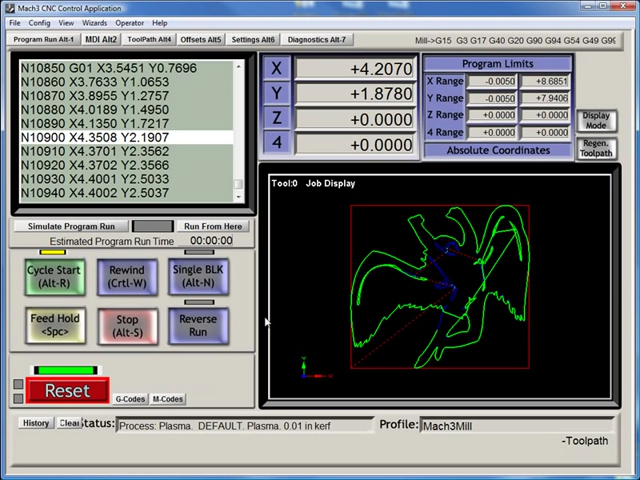 Mach3 CNC Control Application
File Config View Wizards Operator Help
Program Run Alt-1 MDI Alt2 ToolPath Alt4 Offsets Alt5 Settings Alt6 Diagnostics Alt-7 Mill->G15 G3 G17 G40 G20 G90 G94 G54 G49 G99
N10850 G01 X3.5451 Y0.7696
N10860 X3.7633 Y1.0653
N10870 X3.8955 Y1.2757
N10880 X4.0189 Y1.4950
N10890 X4.1350 Y1.7217
N10900 X4.3508 Y2.1907
N10910 X4.3701 Y2.3562
N10920 X4.3702 Y2.3566
N10930 X4.4001 Y2.5033
N10940 X4.4002 Y2.5037
X +4.2070
Y +1.8780
Z +0.0000
4 +0.0000
Program Limits
X Range -0.0050 +8.6851
Y Range -0.0050 +7.9406
Z Range +0.0000 +0.0000
4 Range +0.0000 +0.0000
Absolute Coordinates
Display
Mode
Regen.
Toolpath
Simulate Program Run Run From Here
Estimated Program Run Time 00:00:00
Cycle Start
(Alt-R)
Rewind
(Crtl-W)
Single BLK
(Alt-N)
Feed Hold
<Spc>
Stop
(Alt-S)
Reverse
Run
Reset
G-Codes M-Codes
Tool:0 Job Display
History Clear Status: Process: Plasma. DEFAULT. Plasma. 0.01 in kerf Profile: Mach3Mill
-Toolpath